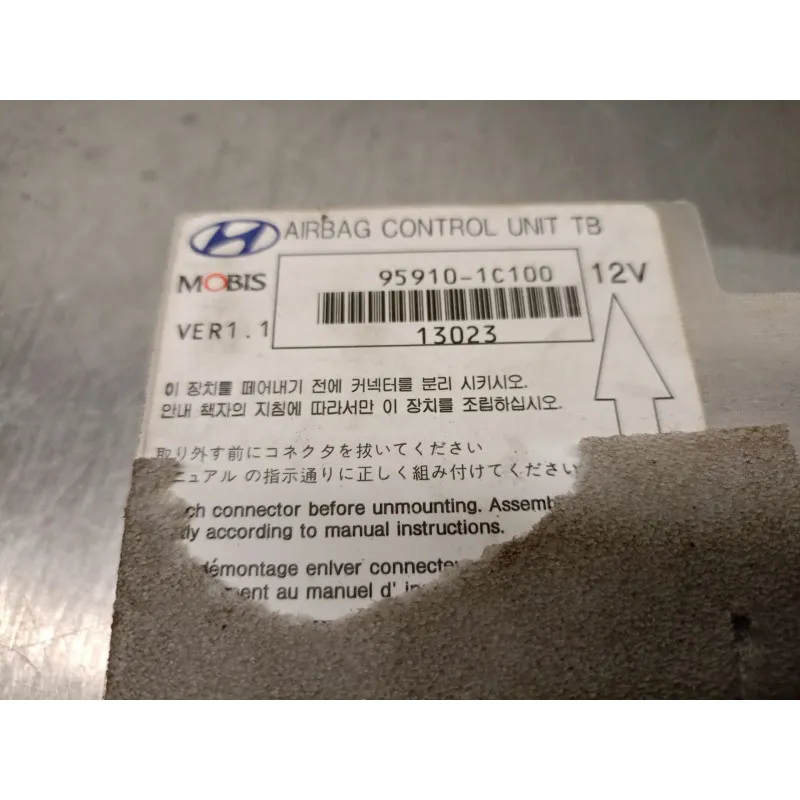 AIRBAG CONTROL UNIT TB
MOBIS
95910-1C100
12V
VER1.1
13023
이 장치를 떼어내기 전에 커넥터를 분리 시키시오.
안내 책자의 지침에 따라서만 이 장치를 조립하십시오.
取り外す前にコネクタを抜いてください
ニュアル の指示通りに正しく組み付けてください
ch connector before unmounting. Assemb
ly according to manual instructions.
démontage enlver connecte
ment au manuel d'